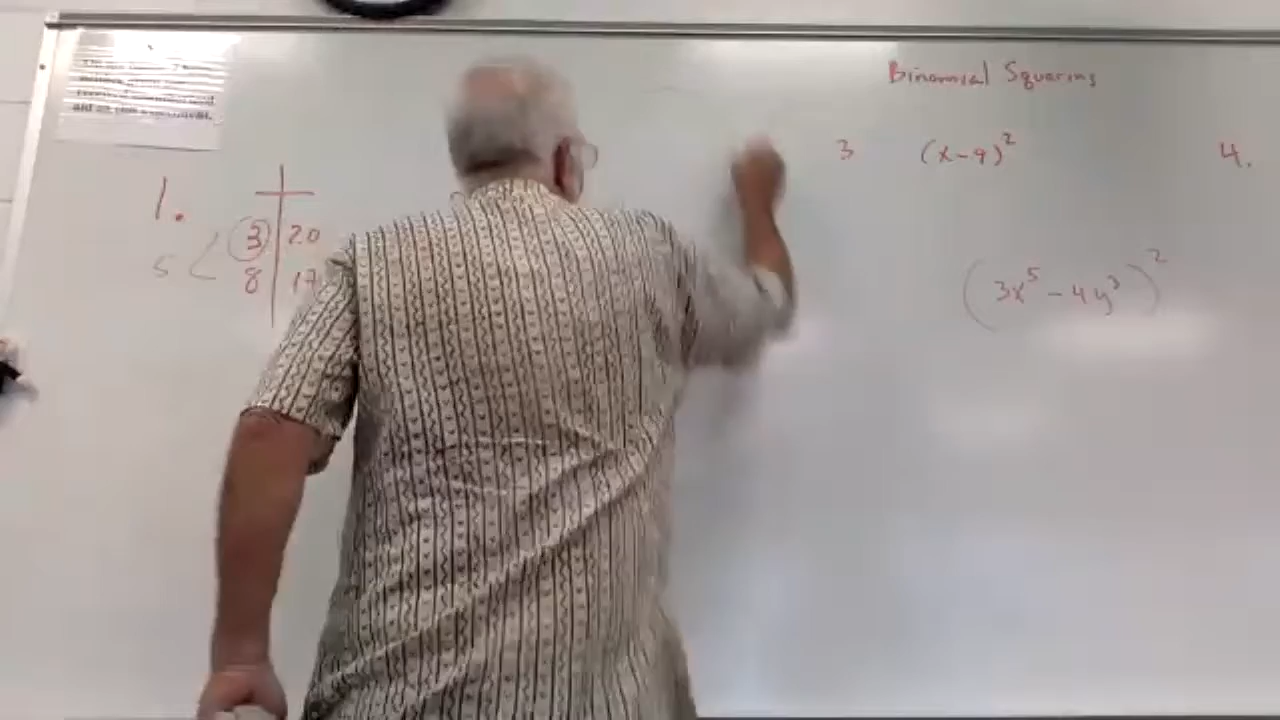 Binomial Squaring
1.
3 20
5 < 8 17
3 (x-9)²
4.
(3x⁵ - 4y³)²